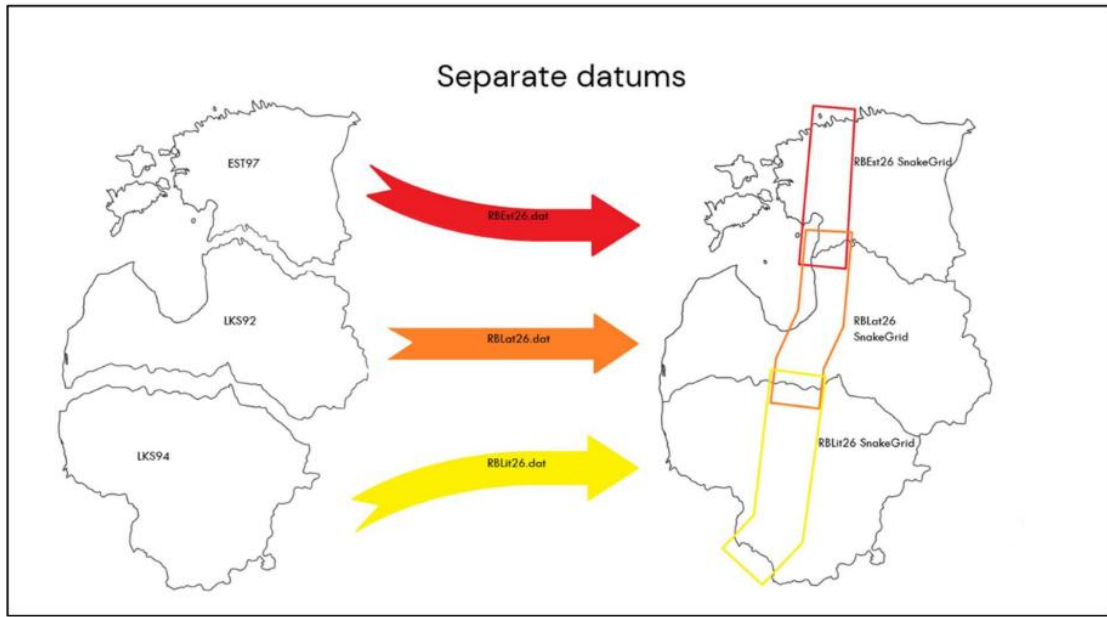 Separate datums
EST97
RBEst26.dat
RBEst26 SnakeGrid
LKS92
RBLat26.dat
RBLat26
SnakeGrid
LKS94
RBLit26.dat
RBLit26 SnakeGrid